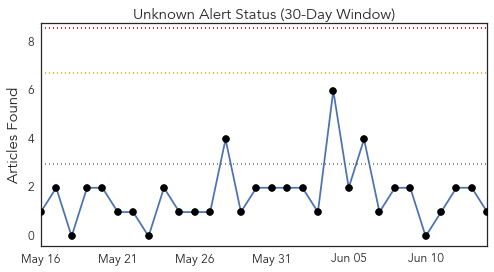 Unknown Alert Status (30-Day Window)
Articles Found
8
6
4
2
0
May 16 May 21 May 26 May 31 Jun 05 Jun 10